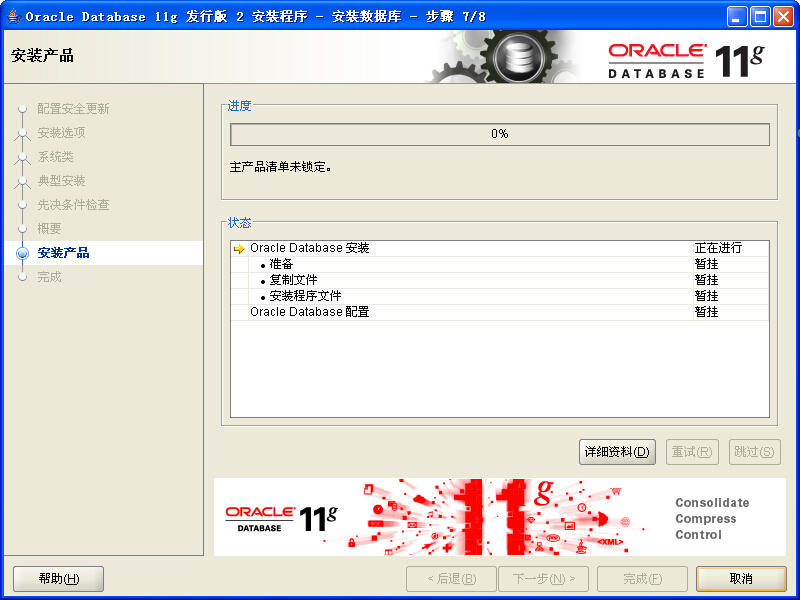 Oracle Database 11g 发行版 2 安装程序 - 安装数据库 - 步骤 7/8
安装产品
ORACLE
DATABASE 11g
配置安全更新
安装选项
系统类
典型安装
先决条件检查
概要
安装产品
完成
进度
0%
主产品清单未锁定。
状态
Oracle Database 安装 正在进行
准备 暂挂
复制文件 暂挂
安装程序文件 暂挂
Oracle Database 配置 暂挂
详细资料(D) 重试(R) 跳过(S)
ORACLE
DATABASE 11g
11g
<XML>
Consolidate
Compress
Control
帮助(H) < 后退(B) 下一步(N) > 完成(F) 取消